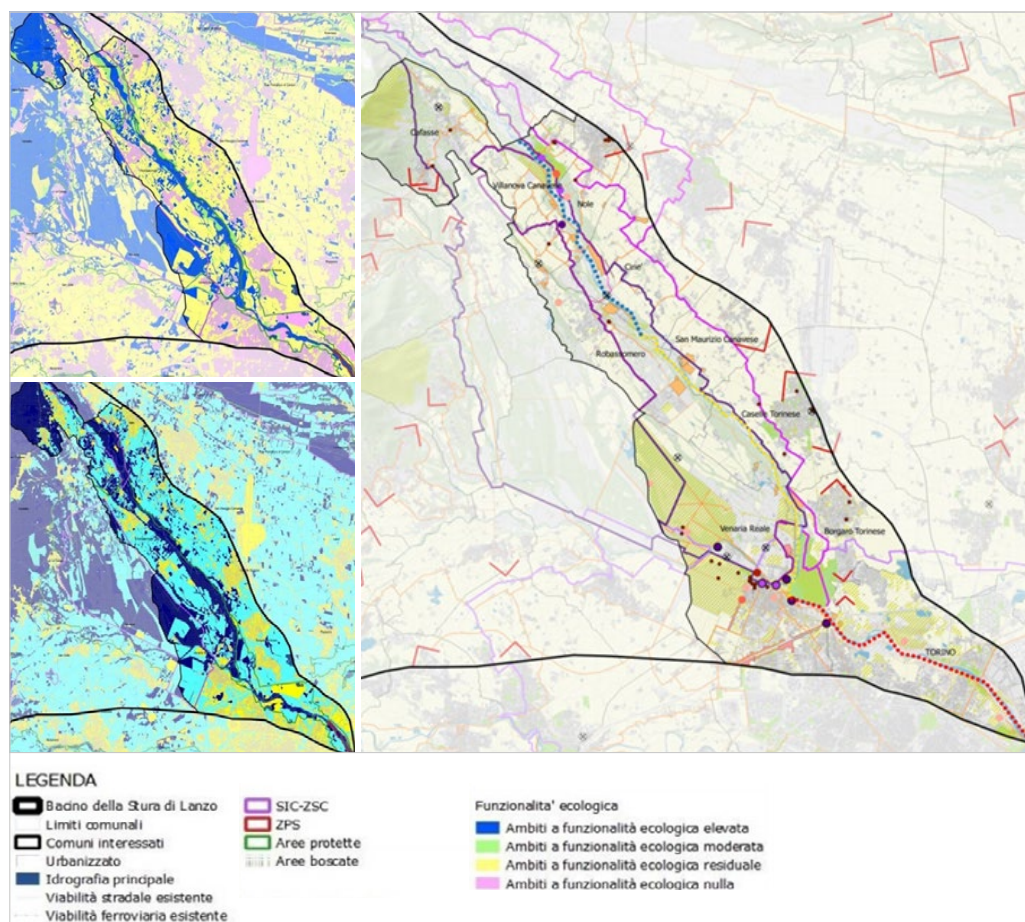 Cafasse
Villanova Canavese
Nole
Cirie'
San Maurizio Canavese
Robassomero
Caselle Torinese
Venaria Reale
Borgaro Torinese
TORINO
LEGENDA
Bacino della Stura di Lanzo
Limiti comunali
Comuni interessati
Urbanizzato
Idrografia principale
Viabilità stradale esistente
Viabilità ferroviaria esistente
SIC-ZSC
ZPS
Aree protette
Aree boscate
Funzionalita' ecologica
Ambiti a funzionalità ecologica elevata
Ambiti a funzionalità ecologica moderata
Ambiti a funzionalità ecologica residuale
Ambiti a funzionalità ecologica nulla